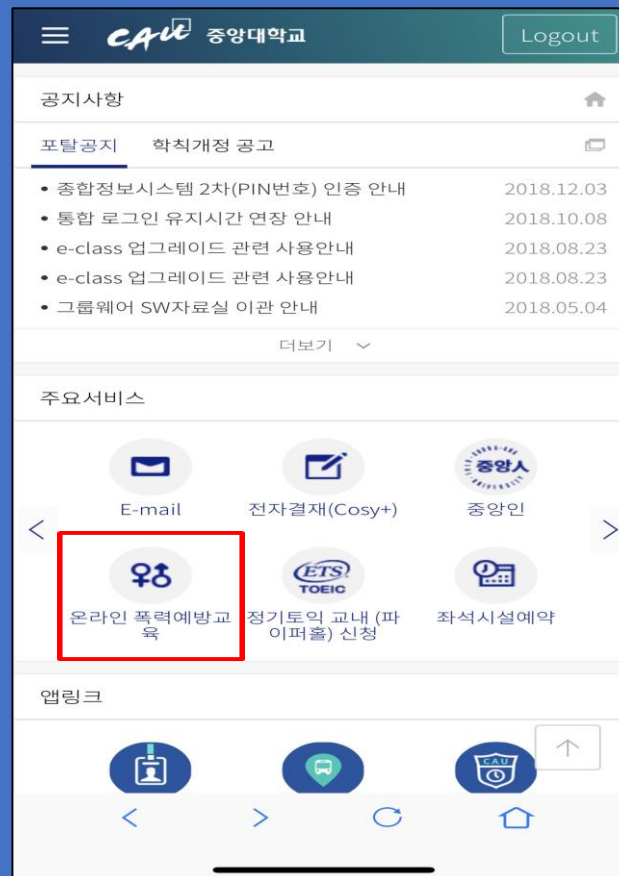 CAU 중앙대학교
Logout
공지사항
포탈공지 학칙개정 공고
• 종합정보시스템 2차(PIN번호) 인증 안내 2018.12.03
• 통합 로그인 유지시간 연장 안내 2018.10.08
• e-class 업그레이드 관련 사용안내 2018.08.23
• e-class 업그레이드 관련 사용안내 2018.08.23
• 그룹웨어 SW자료실 이관 안내 2018.05.04
더보기
주요서비스
중앙人
E-mail 전자결재(Cosy+) 중앙인
ETS
TOEIC
온라인 폭력예방교 정기토익 교내 (파 좌석시설예약
육 이퍼홀) 신청
앱링크
CAU